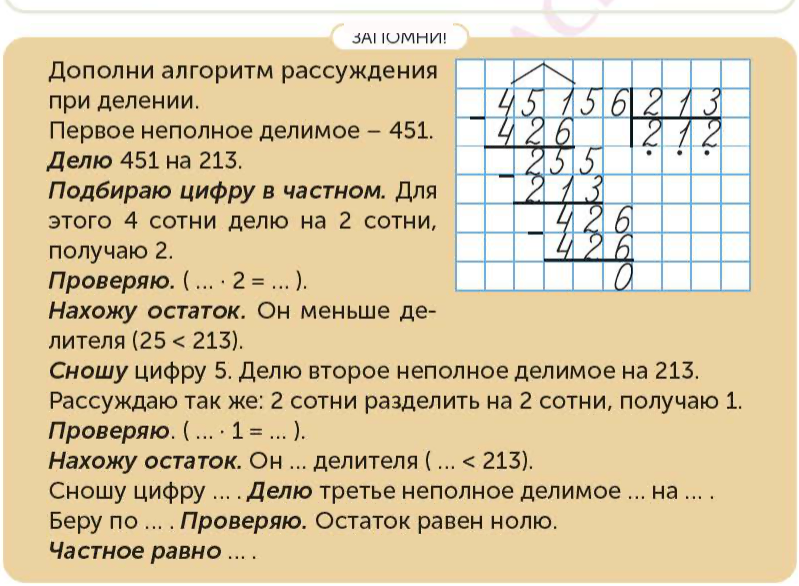 ЗАПОМНИ!
Дополни алгоритм рассуждения
при делении.
Первое неполное делимое – 451.
Делю 451 на 213.
Подбираю цифру в частном. Для
этого 4 сотни делю на 2 сотни,
получаю 2.
Проверяю. ( ... · 2 = ... ).
Нахожу остаток. Он меньше де-
лителя (25 < 213).
45156 213
– 426 212
– 255
213
– 426
426
0
Сношу цифру 5. Делю второе неполное делимое на 213.
Рассуждаю так же: 2 сотни разделить на 2 сотни, получаю 1.
Проверяю. ( ... · 1 = ... ).
Нахожу остаток. Он ... делителя ( ... < 213).
Сношу цифру ... . Делю третье неполное делимое ... на ... .
Беру по ... . Проверяю. Остаток равен нолю.
Частное равно ... .